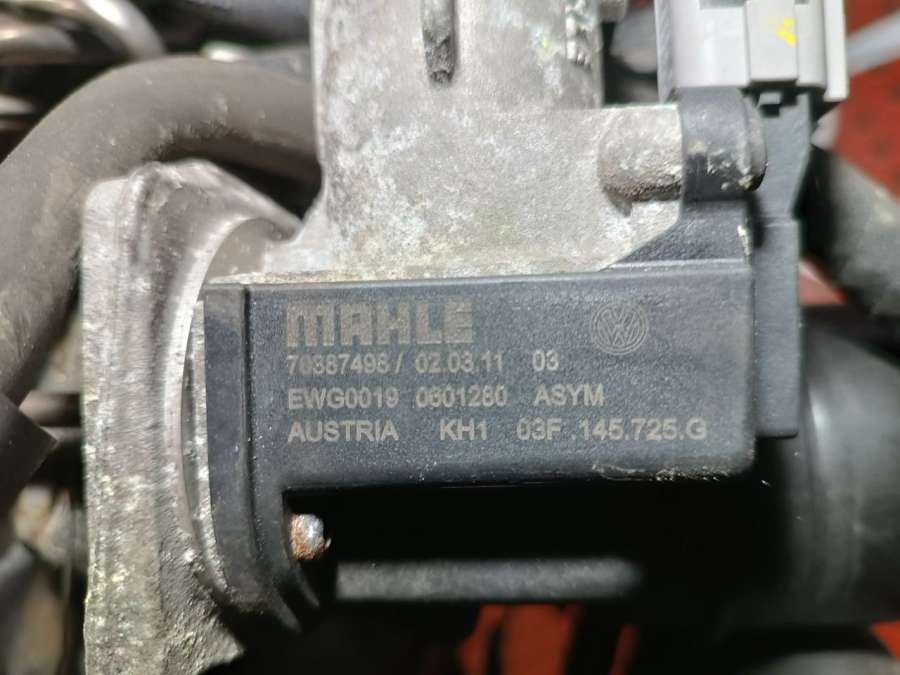 MAHLE
70387498/ 02.03.11 03
EWG0019 0601280 ASYM
AUSTRIA KH1 03F.145.725.G